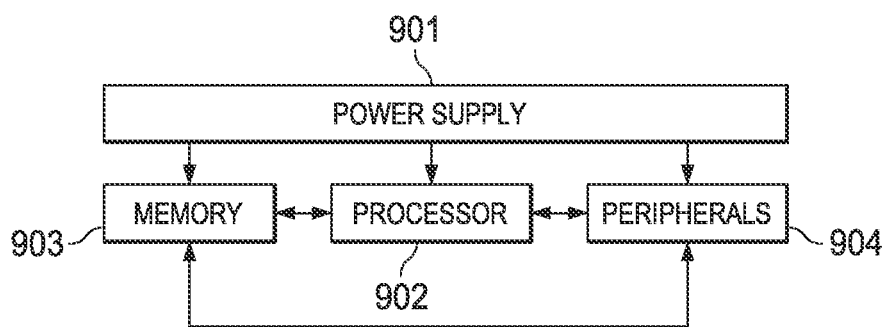 901
POWER SUPPLY
MEMORY
PROCESSOR
PERIPHERALS
903
902
904